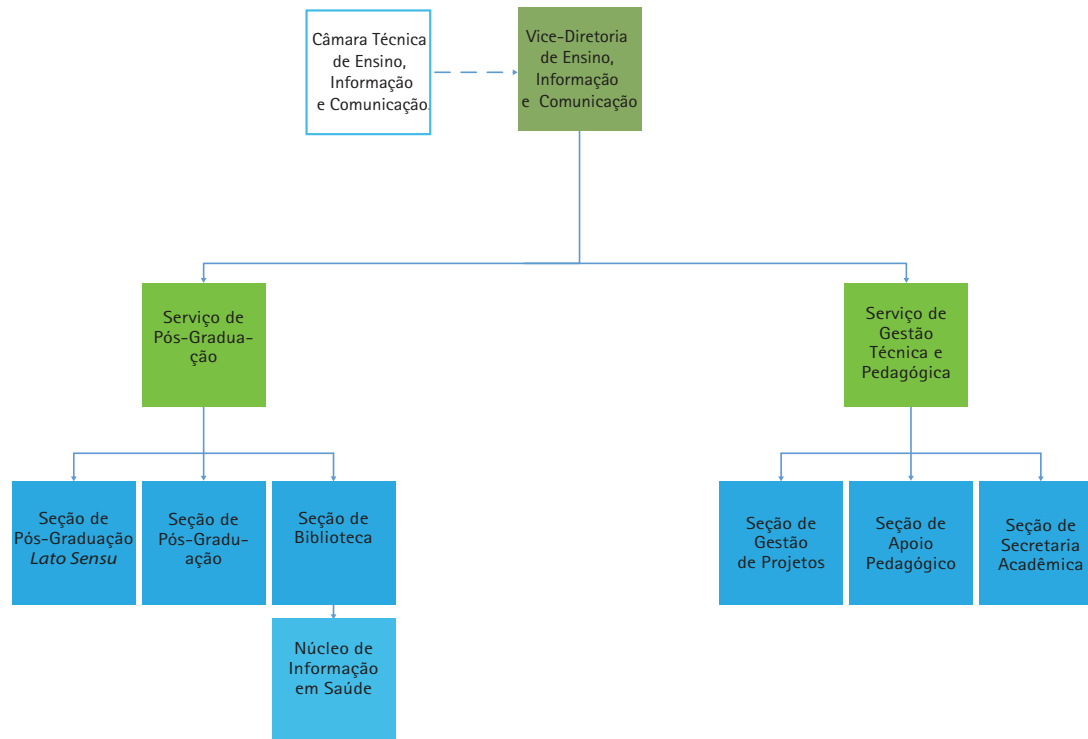 Câmara Técnica
de Ensino,
Informação
e Comunicação.
Vice-Diretoria
de Ensino,
Informação
e Comunicação
Serviço de
Pós-Gradua-
ção
Serviço de
Gestão
Técnica e
Pedagógica
Seção de
Pós-Graduação
Lato Sensu
Seção de
Pós-Gradu-
ação
Seção de
Biblioteca
Seção de
Gestão
de Projetos
Seção de
Apoio
Pedagógico
Seção de
Secretaria
Acadêmica
Núcleo de
Informação
em Saúde